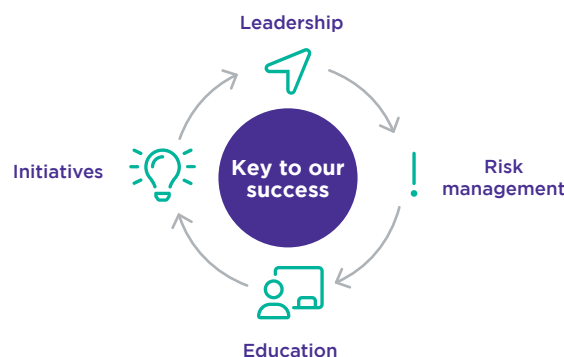 Leadership
Initiatives
Key to our
success
Risk
management
Education